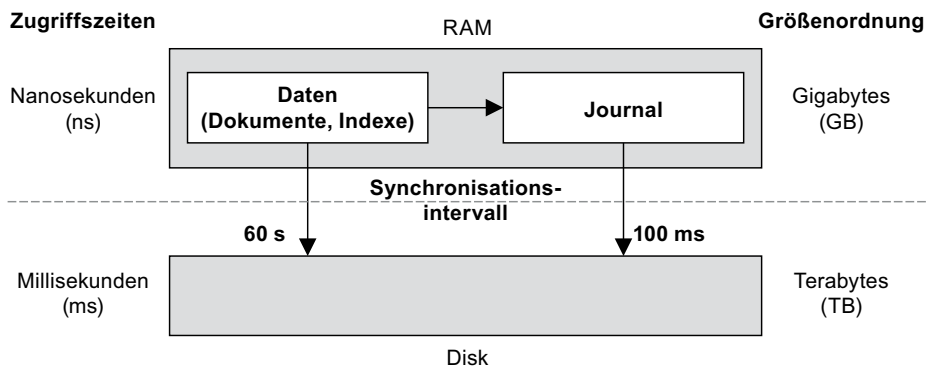 Zugriffszeiten
RAM
Größenordnung
Nanosekunden
(ns)
Daten
(Dokumente, Indexe)
Journal
Gigabytes
(GB)
Synchronisations-
intervall
60 s
100 ms
Millisekunden
(ms)
Terabytes
(TB)
Disk